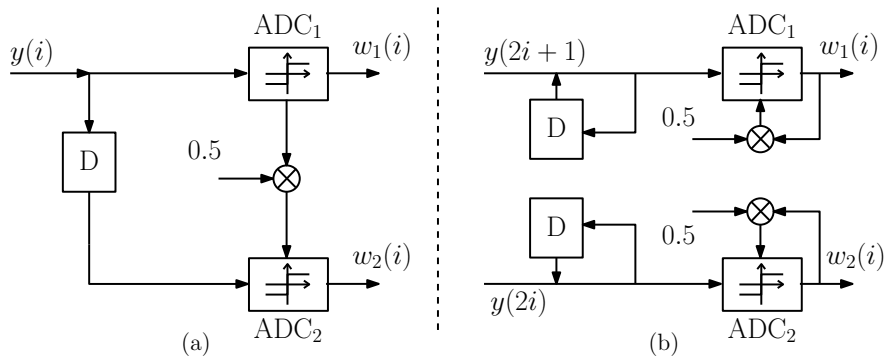 ADC₁
y(i)
w₁(i)
D
0.5
w₂(i)
ADC₂
(a)
ADC₁
y(2i + 1)
w₁(i)
D
0.5
D
0.5
w₂(i)
y(2i)
ADC₂
(b)